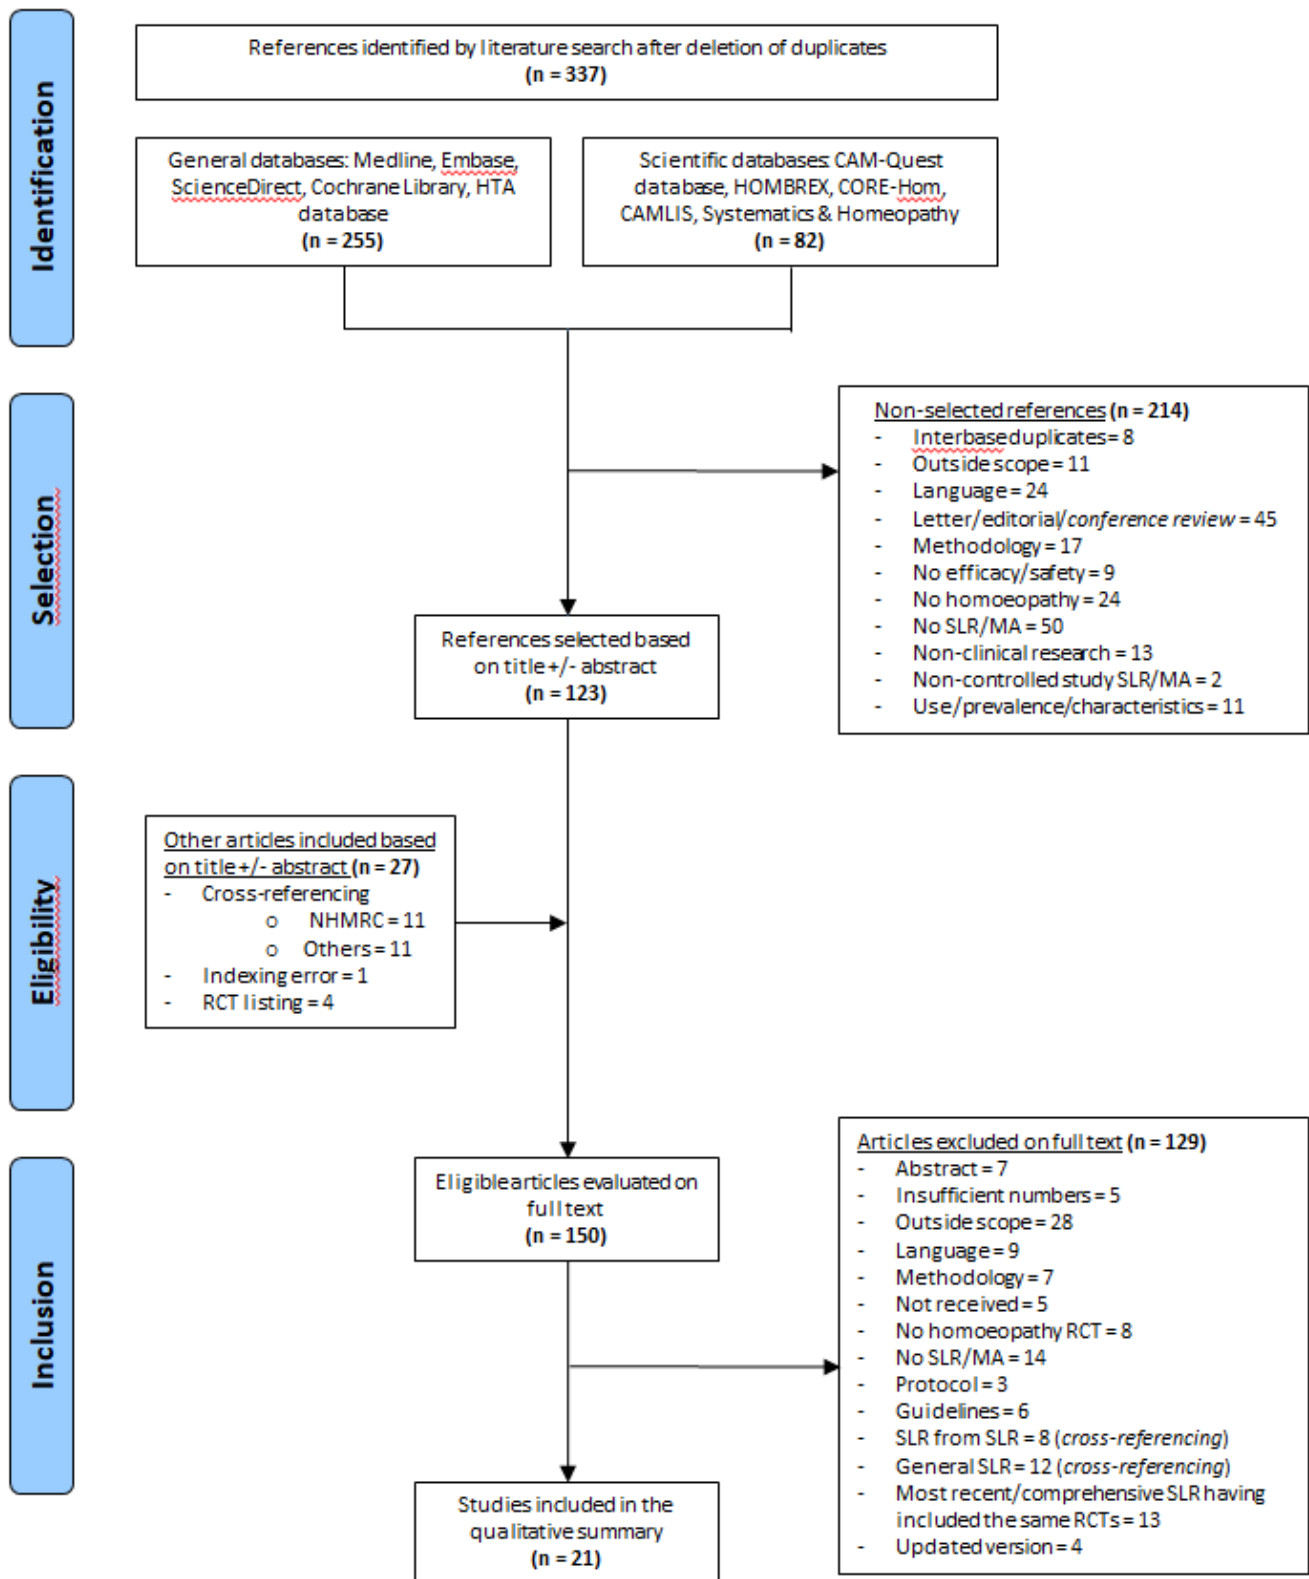 Identification
References identified by literature search after deletion of duplicates
(n = 337)
General databases: Medline, Embase,
ScienceDirect, Cochrane Library, HTA
database
(n = 255)
Scientific databases: CAM-Quest
database, HOMBREX, CORE-Hom,
CAMLIS, Systematics & Homeopathy
(n = 82)
Selection
Non-selected references (n = 214)
- Interbase duplicates = 8
- Outside scope = 11
- Language = 24
- Letter/editorial/conference review = 45
- Methodology = 17
- No efficacy/safety = 9
- No homoeopathy = 24
- No SLR/MA = 50
- Non-clinical research = 13
- Non-controlled study SLR/MA = 2
- Use/prevalence/characteristics = 11
References selected based
on title +/- abstract
(n = 123)
Eligibility
Other articles included based
on title +/- abstract (n = 27)
- Cross-referencing
o NHMRC = 11
o Others = 11
- Indexing error = 1
- RCT listing = 4
Inclusion
Eligible articles evaluated on
full text
(n = 150)
Articles excluded on full text (n = 129)
- Abstract = 7
- Insufficient numbers = 5
- Outside scope = 28
- Language = 9
- Methodology = 7
- Not received = 5
- No homoeopathy RCT = 8
- No SLR/MA = 14
- Protocol = 3
- Guidelines = 6
- SLR from SLR = 8 (cross-referencing)
- General SLR = 12 (cross-referencing)
- Most recent/comprehensive SLR having
included the same RCTs = 13
- Updated version = 4
Studies included in the
qualitative summary
(n = 21)